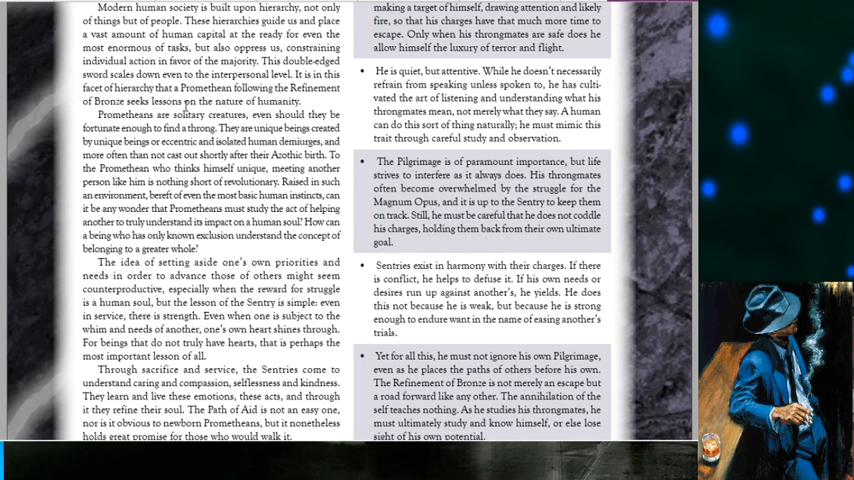 Modern human society is built upon hierarchy, not only
of things but of people. These hierarchies guide us and place
a vast amount of human capital at the ready for even the
most enormous of tasks, but also oppress us, constraining
individual action in favor of the majority. This double-edged
sword scales down even to the interpersonal level. It is in this
facet of hierarchy that a Promethean following the Refinement
of Bronze seeks lessons on the nature of humanity.
Prometheans are solitary creatures, even should they be
fortunate enough to find a throng. They are unique beings created
by unique beings or eccentric and isolated human demiurges, and
more often than not cast out shortly after their Azothic birth. To
the Promethean who thinks himself unique, meeting another
person like him is nothing short of revolutionary. Raised in such
an environment, bereft of even the most basic human instincts, can
it be any wonder that Prometheans must study the act of helping
another to truly understand its impact on a human soul? How can
a being who has only known exclusion understand the concept of
belonging to a greater whole?
The idea of setting aside one's own priorities and
needs in order to advance those of others might seem
counterproductive, especially when the reward for struggle
is a human soul, but the lesson of the Sentry is simple: even
in service, there is strength. Even when one is subject to the
whim and needs of another, one's own heart shines through.
For beings that do not truly have hearts, that is perhaps the
most important lesson of all.
Through sacrifice and service, the Sentries come to
understand caring and compassion, selflessness and kindness.
They learn and live these emotions, these acts, and through
it they refine their soul. The Path of Aid is not an easy one,
nor is it obvious to newborn Prometheans, but it nonetheless
holds great promise for those who would walk it.
making a target of himself, drawing attention and likely
fire, so that his charges have that much more time to
escape. Only when his throngmates are safe does he
allow himself the luxury of terror and flight.
• He is quiet, but attentive. While he doesn't necessarily
refrain from speaking unless spoken to, he has culti-
vated the art of listening and understanding what his
throngmates mean, not merely what they say. A human
can do this sort of thing naturally; he must mimic this
trait through careful study and observation.
• The Pilgrimage is of paramount importance, but life
strives to interfere as it always does. His throngmates
often become overwhelmed by the struggle for the
Magnum Opus, and it is up to the Sentry to keep them
on track. Still, he must be careful that he does not coddle
his charges, holding them back from their own ultimate
goal.
• Sentries exist in harmony with their charges. If there
is conflict, he helps to defuse it. If his own needs or
desires run up against another's, he yields. He does
this not because he is weak, but because he is strong
enough to endure want in the name of easing another's
trials.
• Yet for all this, he must not ignore his own Pilgrimage,
even as he places the paths of others before his own.
The Refinement of Bronze is not merely an escape but
a road forward like any other. The annihilation of the
self teaches nothing. As he studies his throngmates, he
must ultimately study and know himself, or else lose
sight of his own potential.